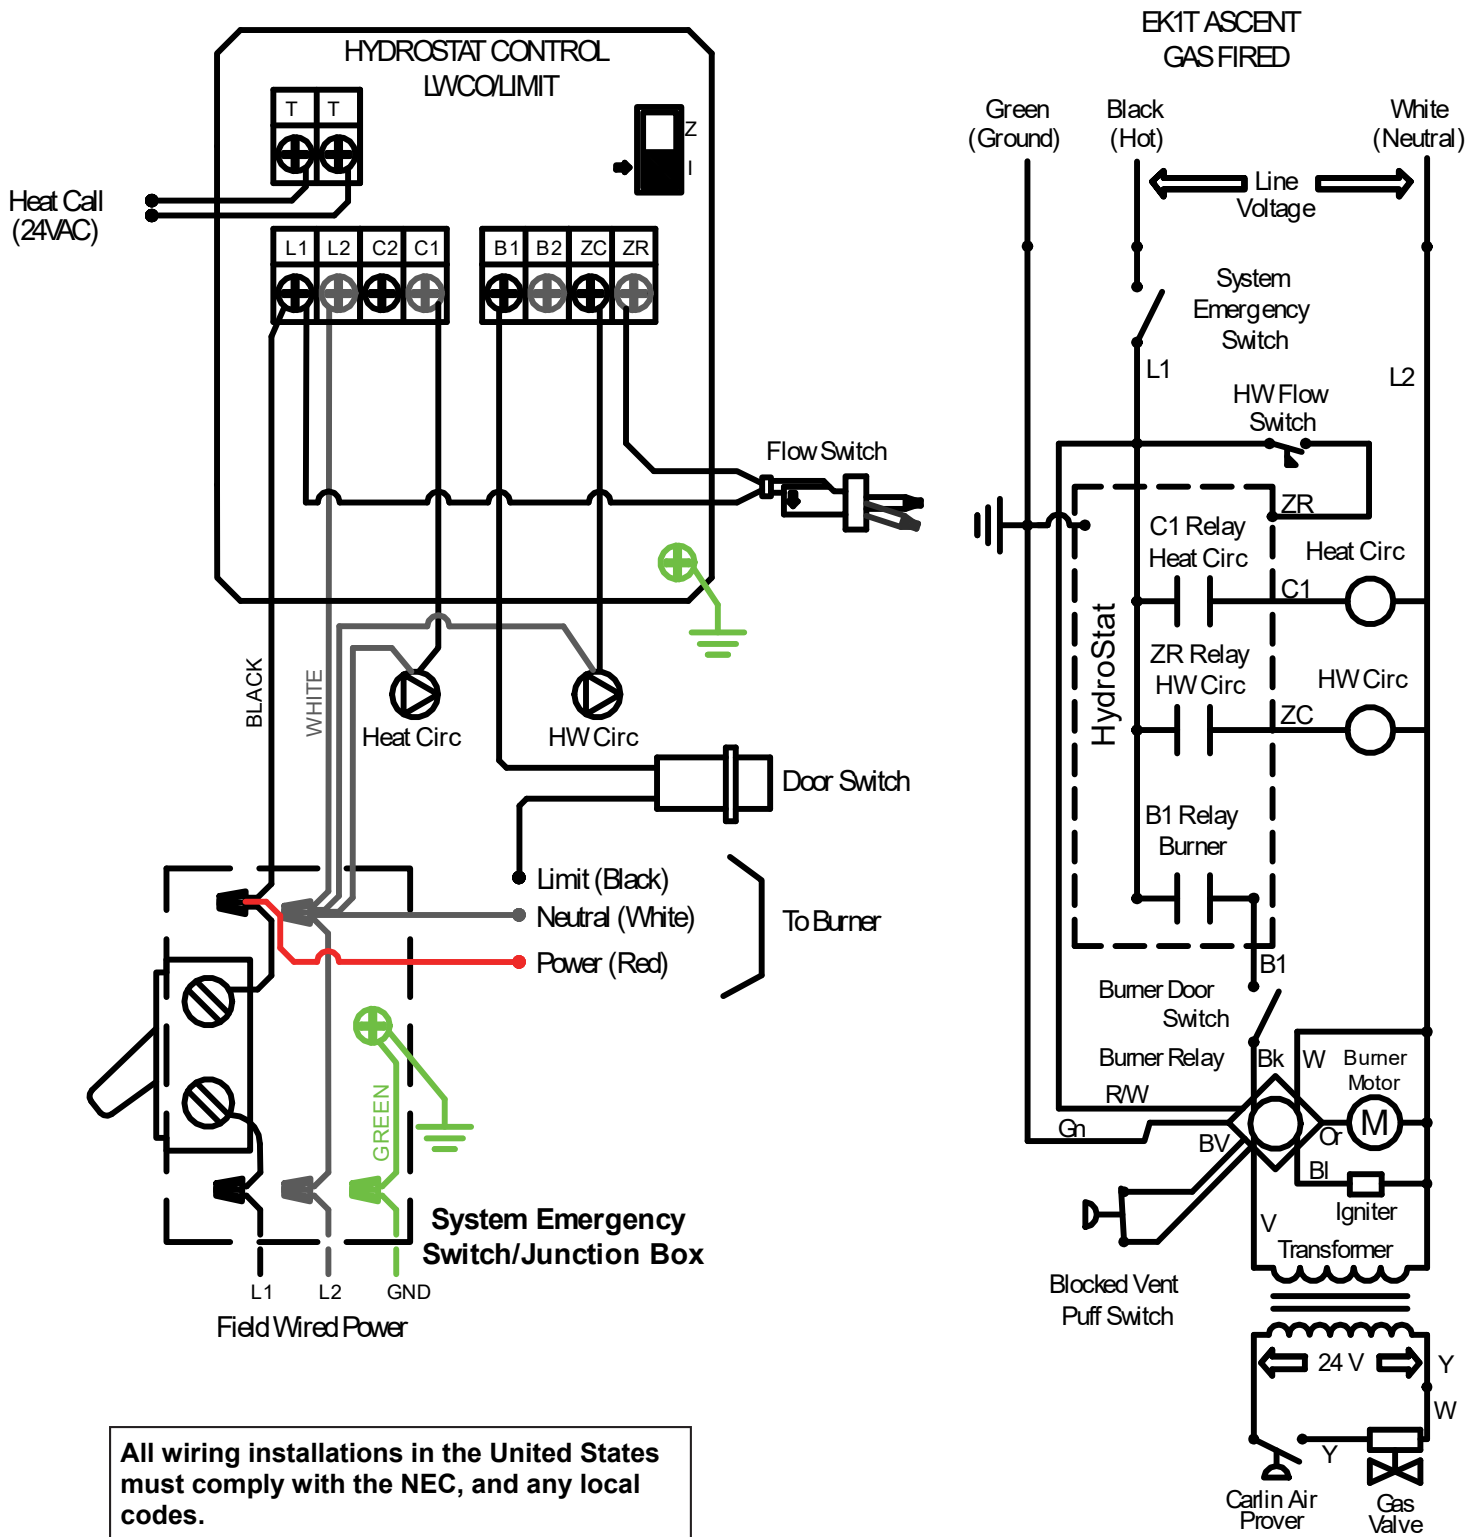 HYDROSTAT CONTROL
LWCO/LIMIT
T T
Z
I
Heat Call
(24VAC)
L1 L2 C2 C1
B1 B2 ZC ZR
Flow Switch
BLACK
WHITE
Heat Circ
HW Circ
Door Switch
Limit (Black)
Neutral (White)
Power (Red)
To Burner
GREEN
System Emergency
Switch/Junction Box
L1
L2
GND
Field Wired Power
All wiring installations in the United States
must comply with the NEC, and any local
codes.
EK1T ASCENT
GAS FIRED
Green
(Ground)
Black
(Hot)
White
(Neutral)
Line
Voltage
System
Emergency
Switch
L1
L2
HW Flow
Switch
ZR
C1 Relay
Heat Circ
Heat Circ
C1
HydroStat
ZR Relay
HW Circ
HW Circ
ZC
B1 Relay
Burner
B1
Burner Door
Switch
Burner Relay
Bk
W
Burner
Motor
R/W
Gn
BV
Or
M
Bl
Igniter
V
Transformer
Blocked Vent
Puff Switch
24 V
Y
W
Y
Carlin Air
Prover
Gas
Valve